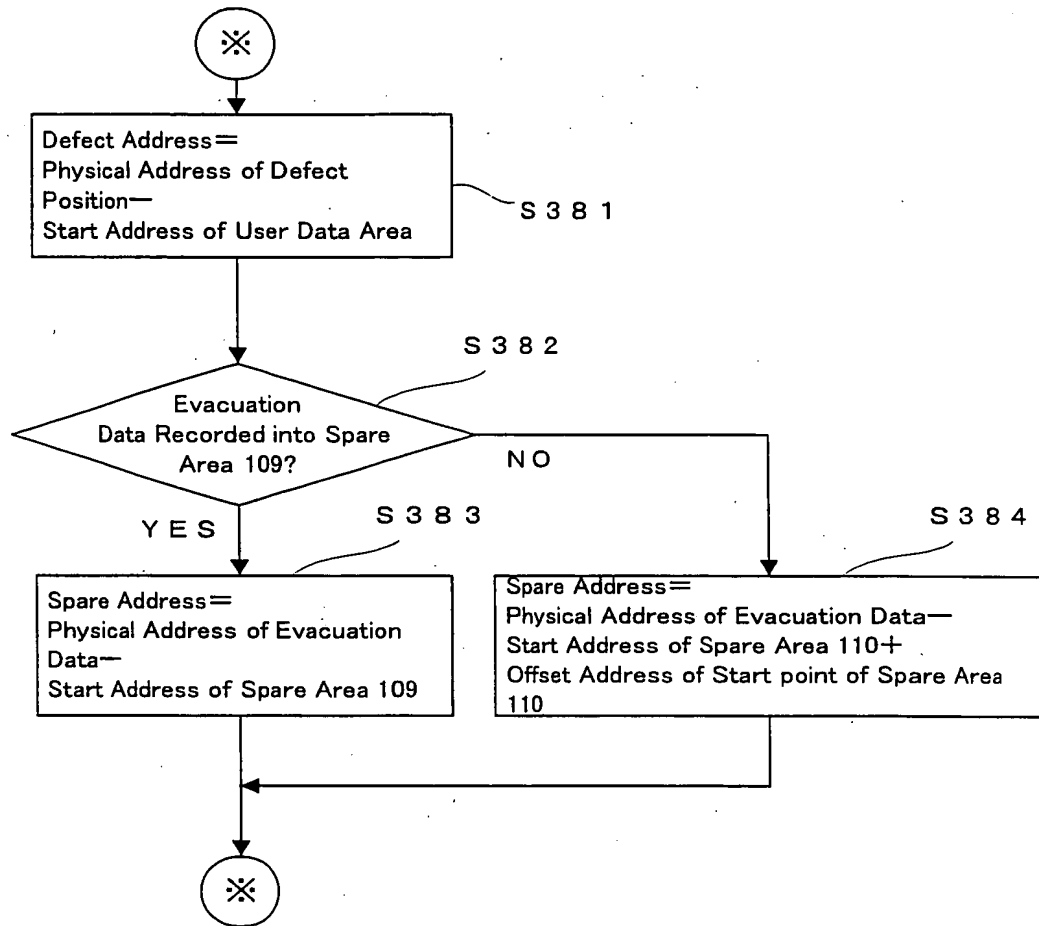 ※
Defect Address=
Physical Address of Defect
Position—
Start Address of User Data Area
S381
S382
Evacuation
Data Recorded into Spare
Area 109?
NO
YES
S383
S384
Spare Address=
Physical Address of Evacuation
Data—
Start Address of Spare Area 109
Spare Address=
Physical Address of Evacuation Data—
Start Address of Spare Area 110+
Offset Address of Start point of Spare Area
110
※